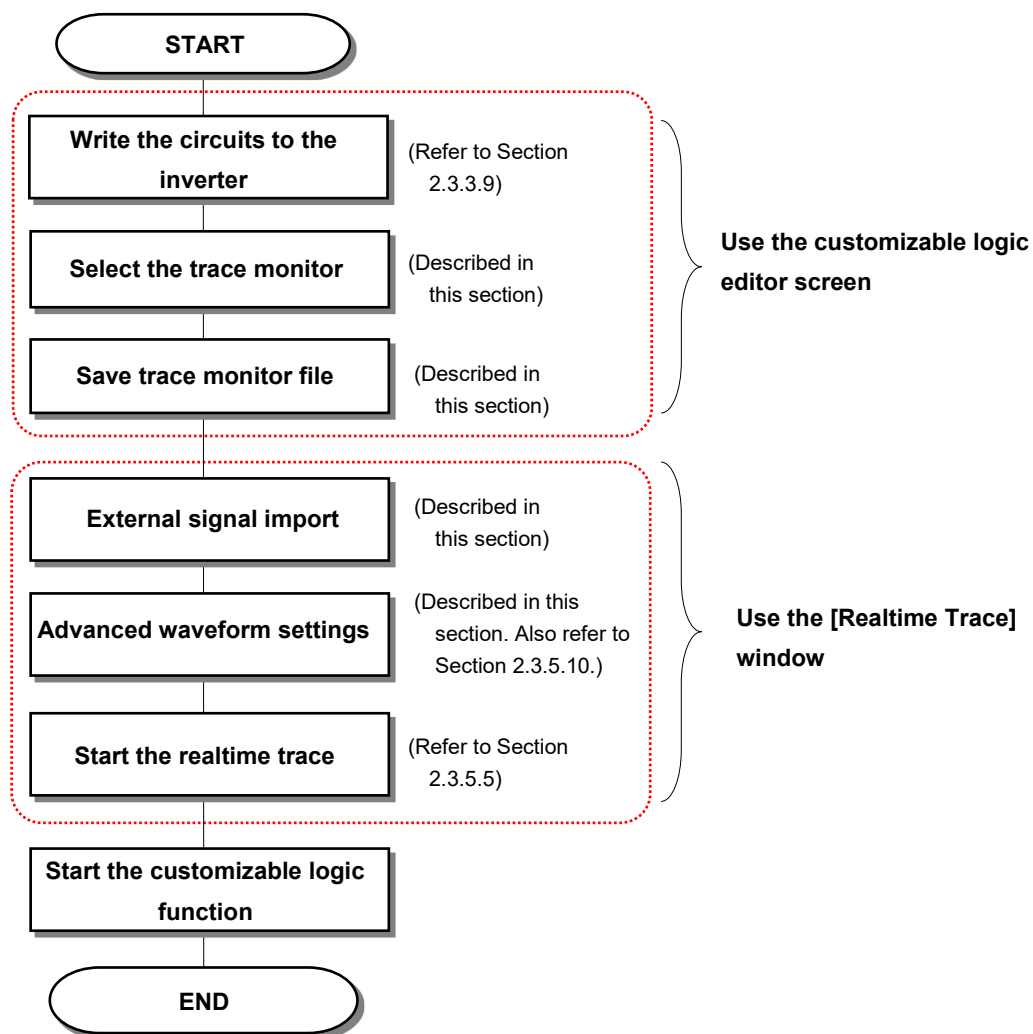 START
Write the circuits to the
inverter
(Refer to Section
2.3.3.9)
Select the trace monitor
(Described in
this section)
Save trace monitor file
(Described in
this section)
Use the customizable logic
editor screen
External signal import
(Described in
this section)
Advanced waveform settings
(Described in this
section. Also refer to
Section 2.3.5.10.)
Start the realtime trace
(Refer to Section
2.3.5.5)
Use the [Realtime Trace]
window
Start the customizable logic
function
END